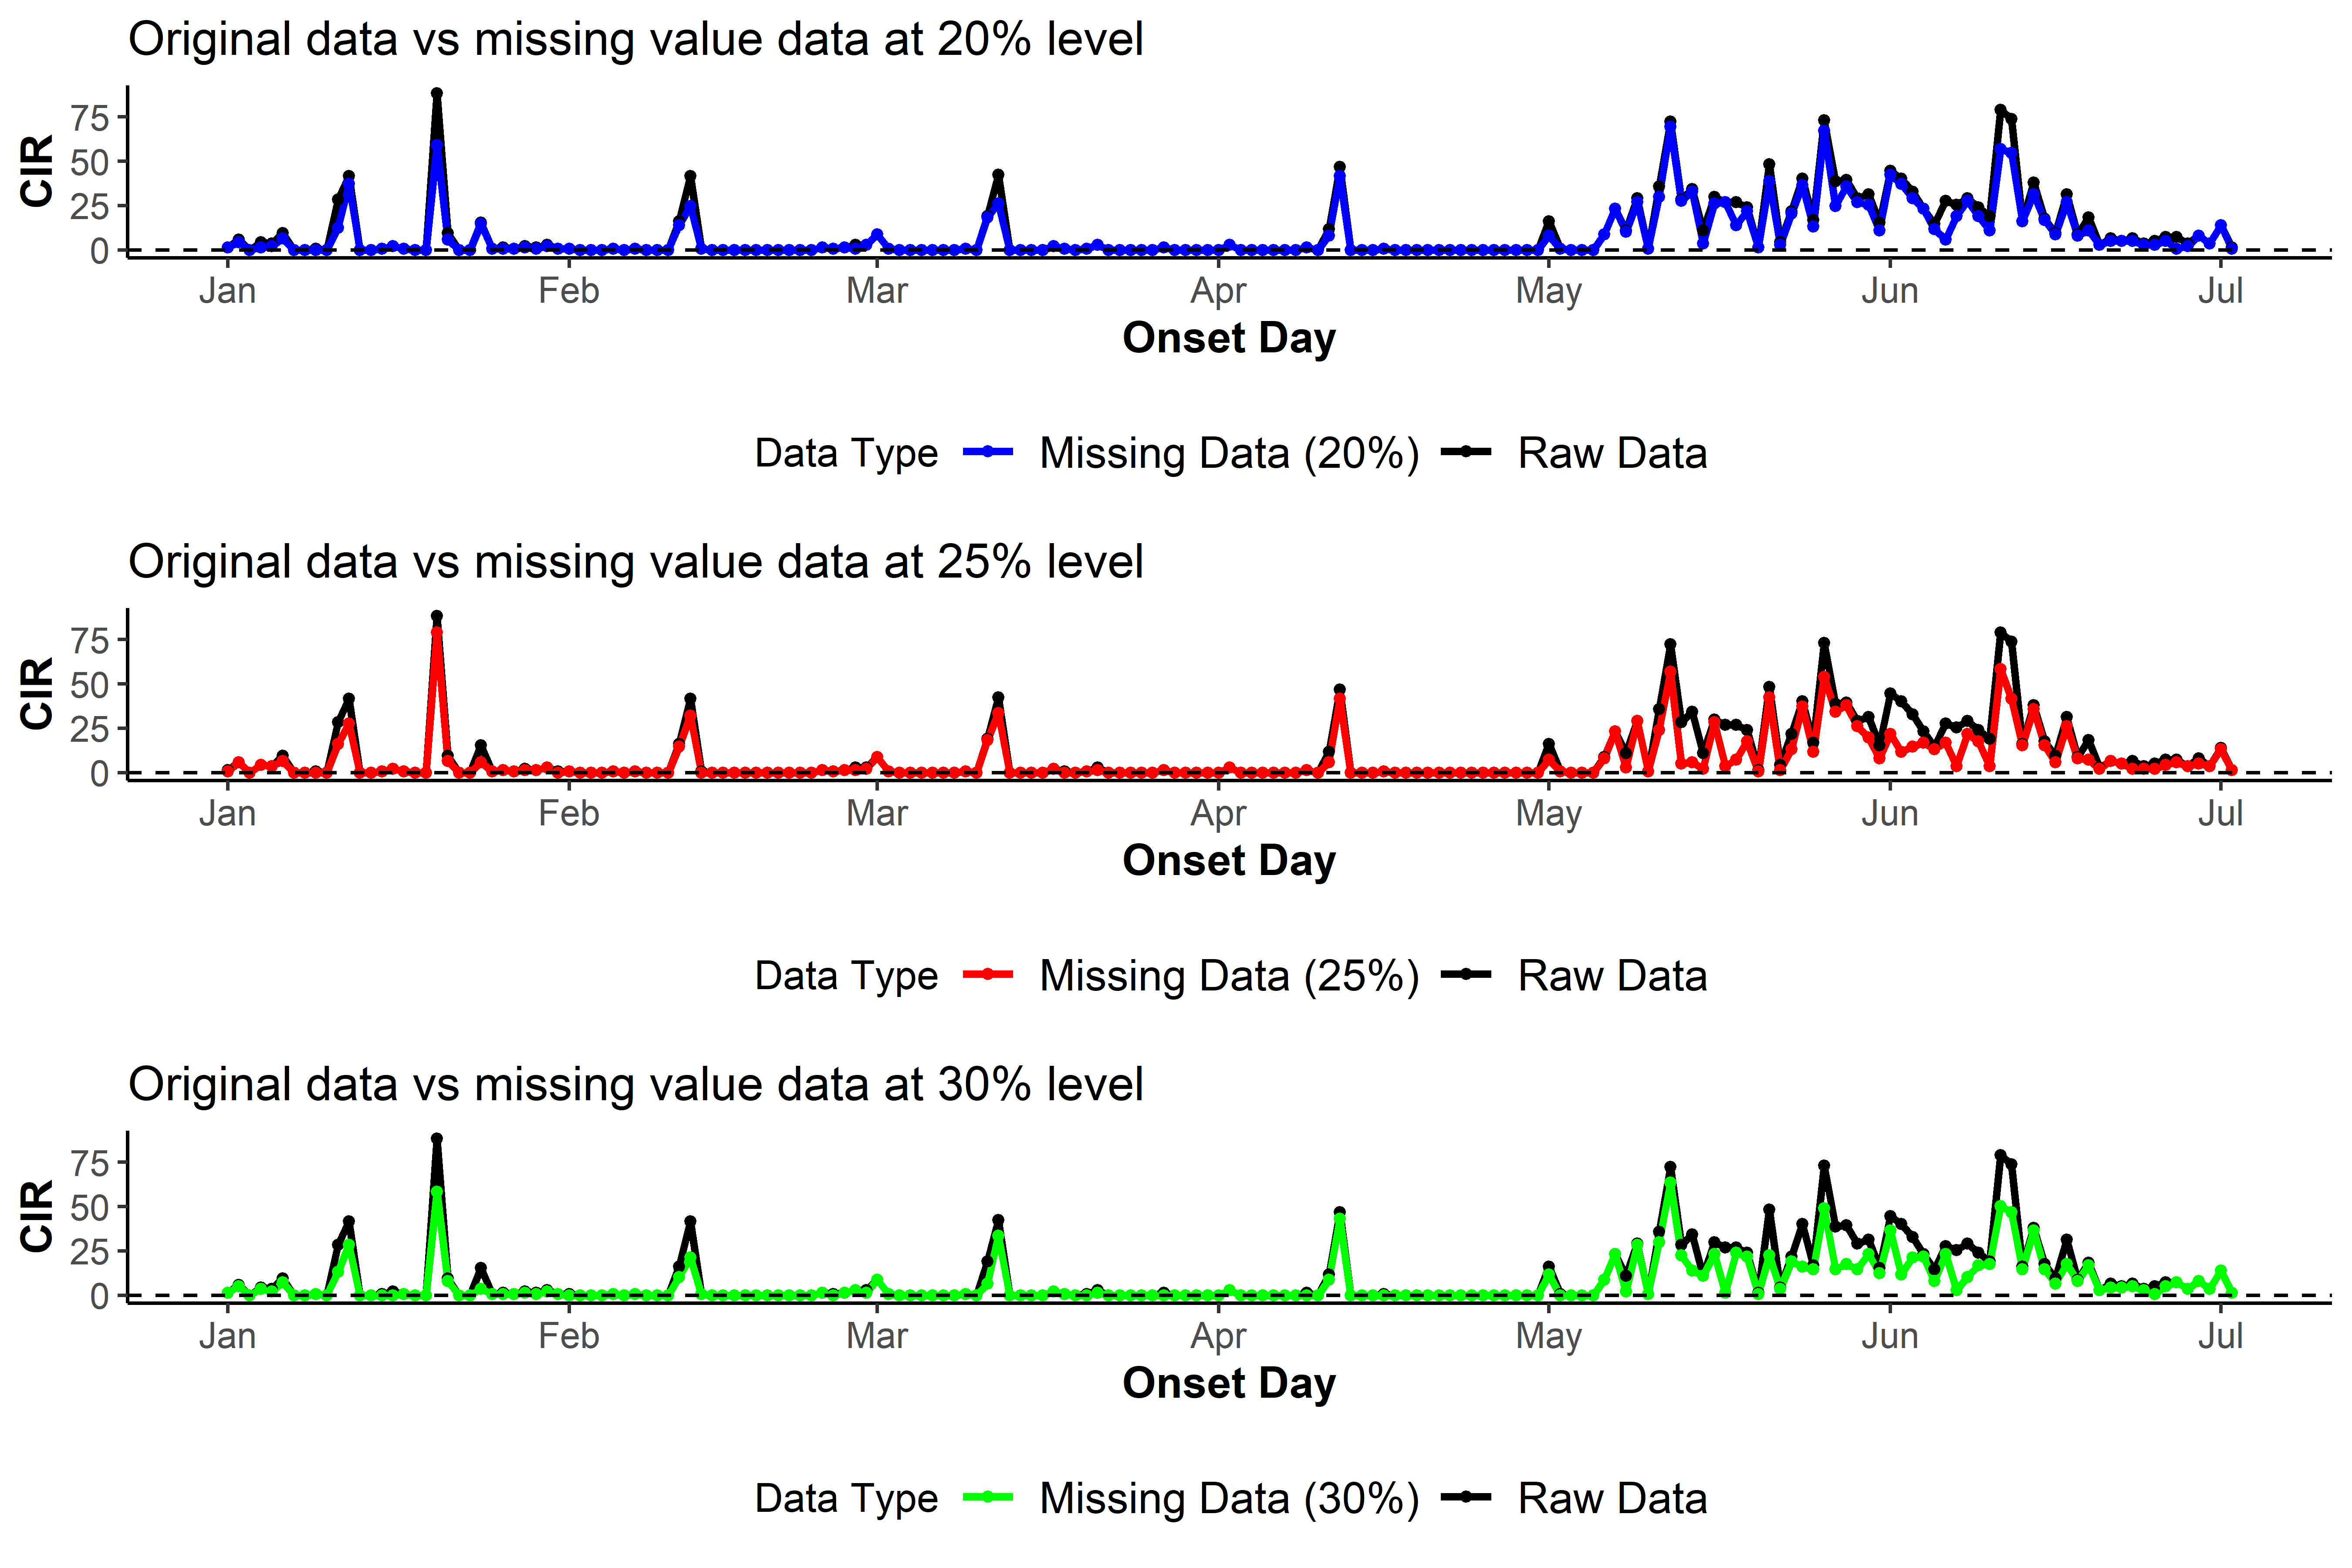 Original data vs missing value data at 20% level
CIR
75
50
25
0
Jan Feb Mar Apr May Jun Jul
Onset Day
Data Type Missing Data (20%) Raw Data
Original data vs missing value data at 25% level
CIR
75
50
25
0
Jan Feb Mar Apr May Jun Jul
Onset Day
Data Type Missing Data (25%) Raw Data
Original data vs missing value data at 30% level
CIR
75
50
25
0
Jan Feb Mar Apr May Jun Jul
Onset Day
Data Type Missing Data (30%) Raw Data